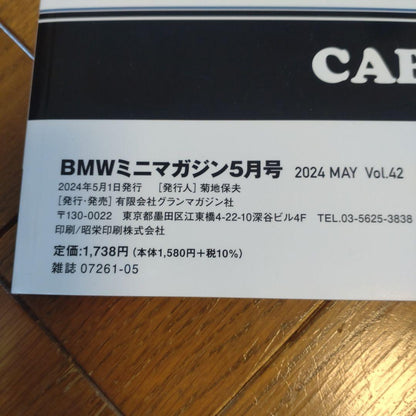 CAB
BMWミニマガジン5月号 2024 MAY Vol.42
2024年5月1日発行 [発行人] 菊地保夫
[発行・発売] 有限会社グランマガジン社
〒130-0022 東京都墨田区江東橋4-22-10深谷ビル4F TEL.03-5625-3838
印刷/昭栄印刷株式会社
定価:1,738円(本体1,580円+税10%)
雑誌 07261-05